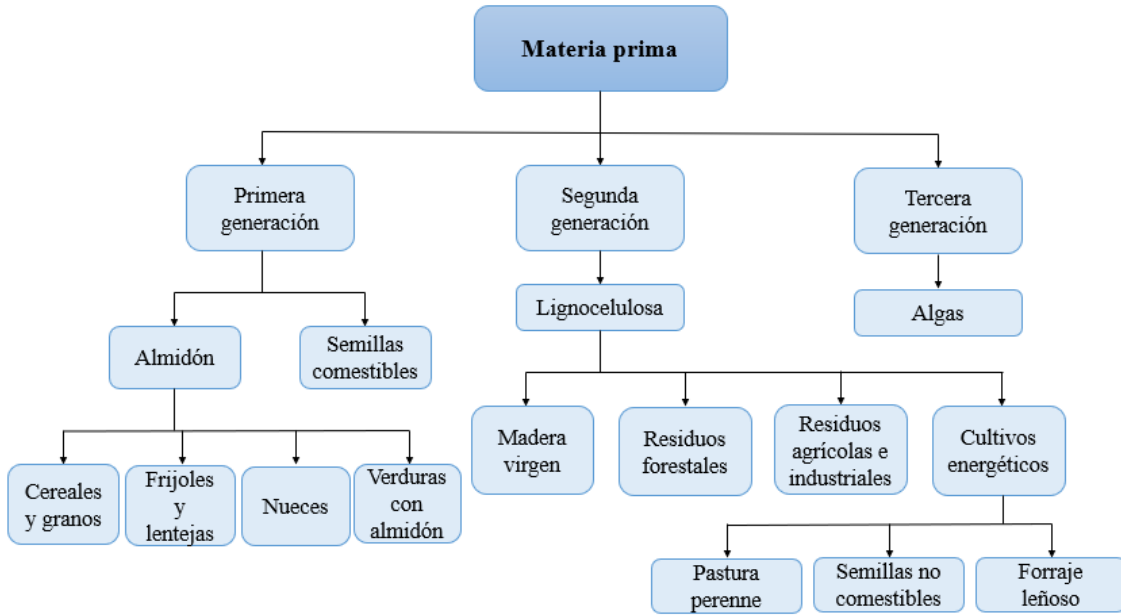 Materia prima
Primera
generación
Segunda
generación
Tercera
generación
Lignocelulosa
Algas
Almidón
Semillas
comestibles
Madera
virgen
Residuos
forestales
Residuos
agrícolas e
industriales
Cultivos
energéticos
Cereales
y granos
Frijoles
y
lentejas
Nueces
Verduras
con
almidón
Pastura
perenne
Semillas no
comestibles
Forraje
leñoso